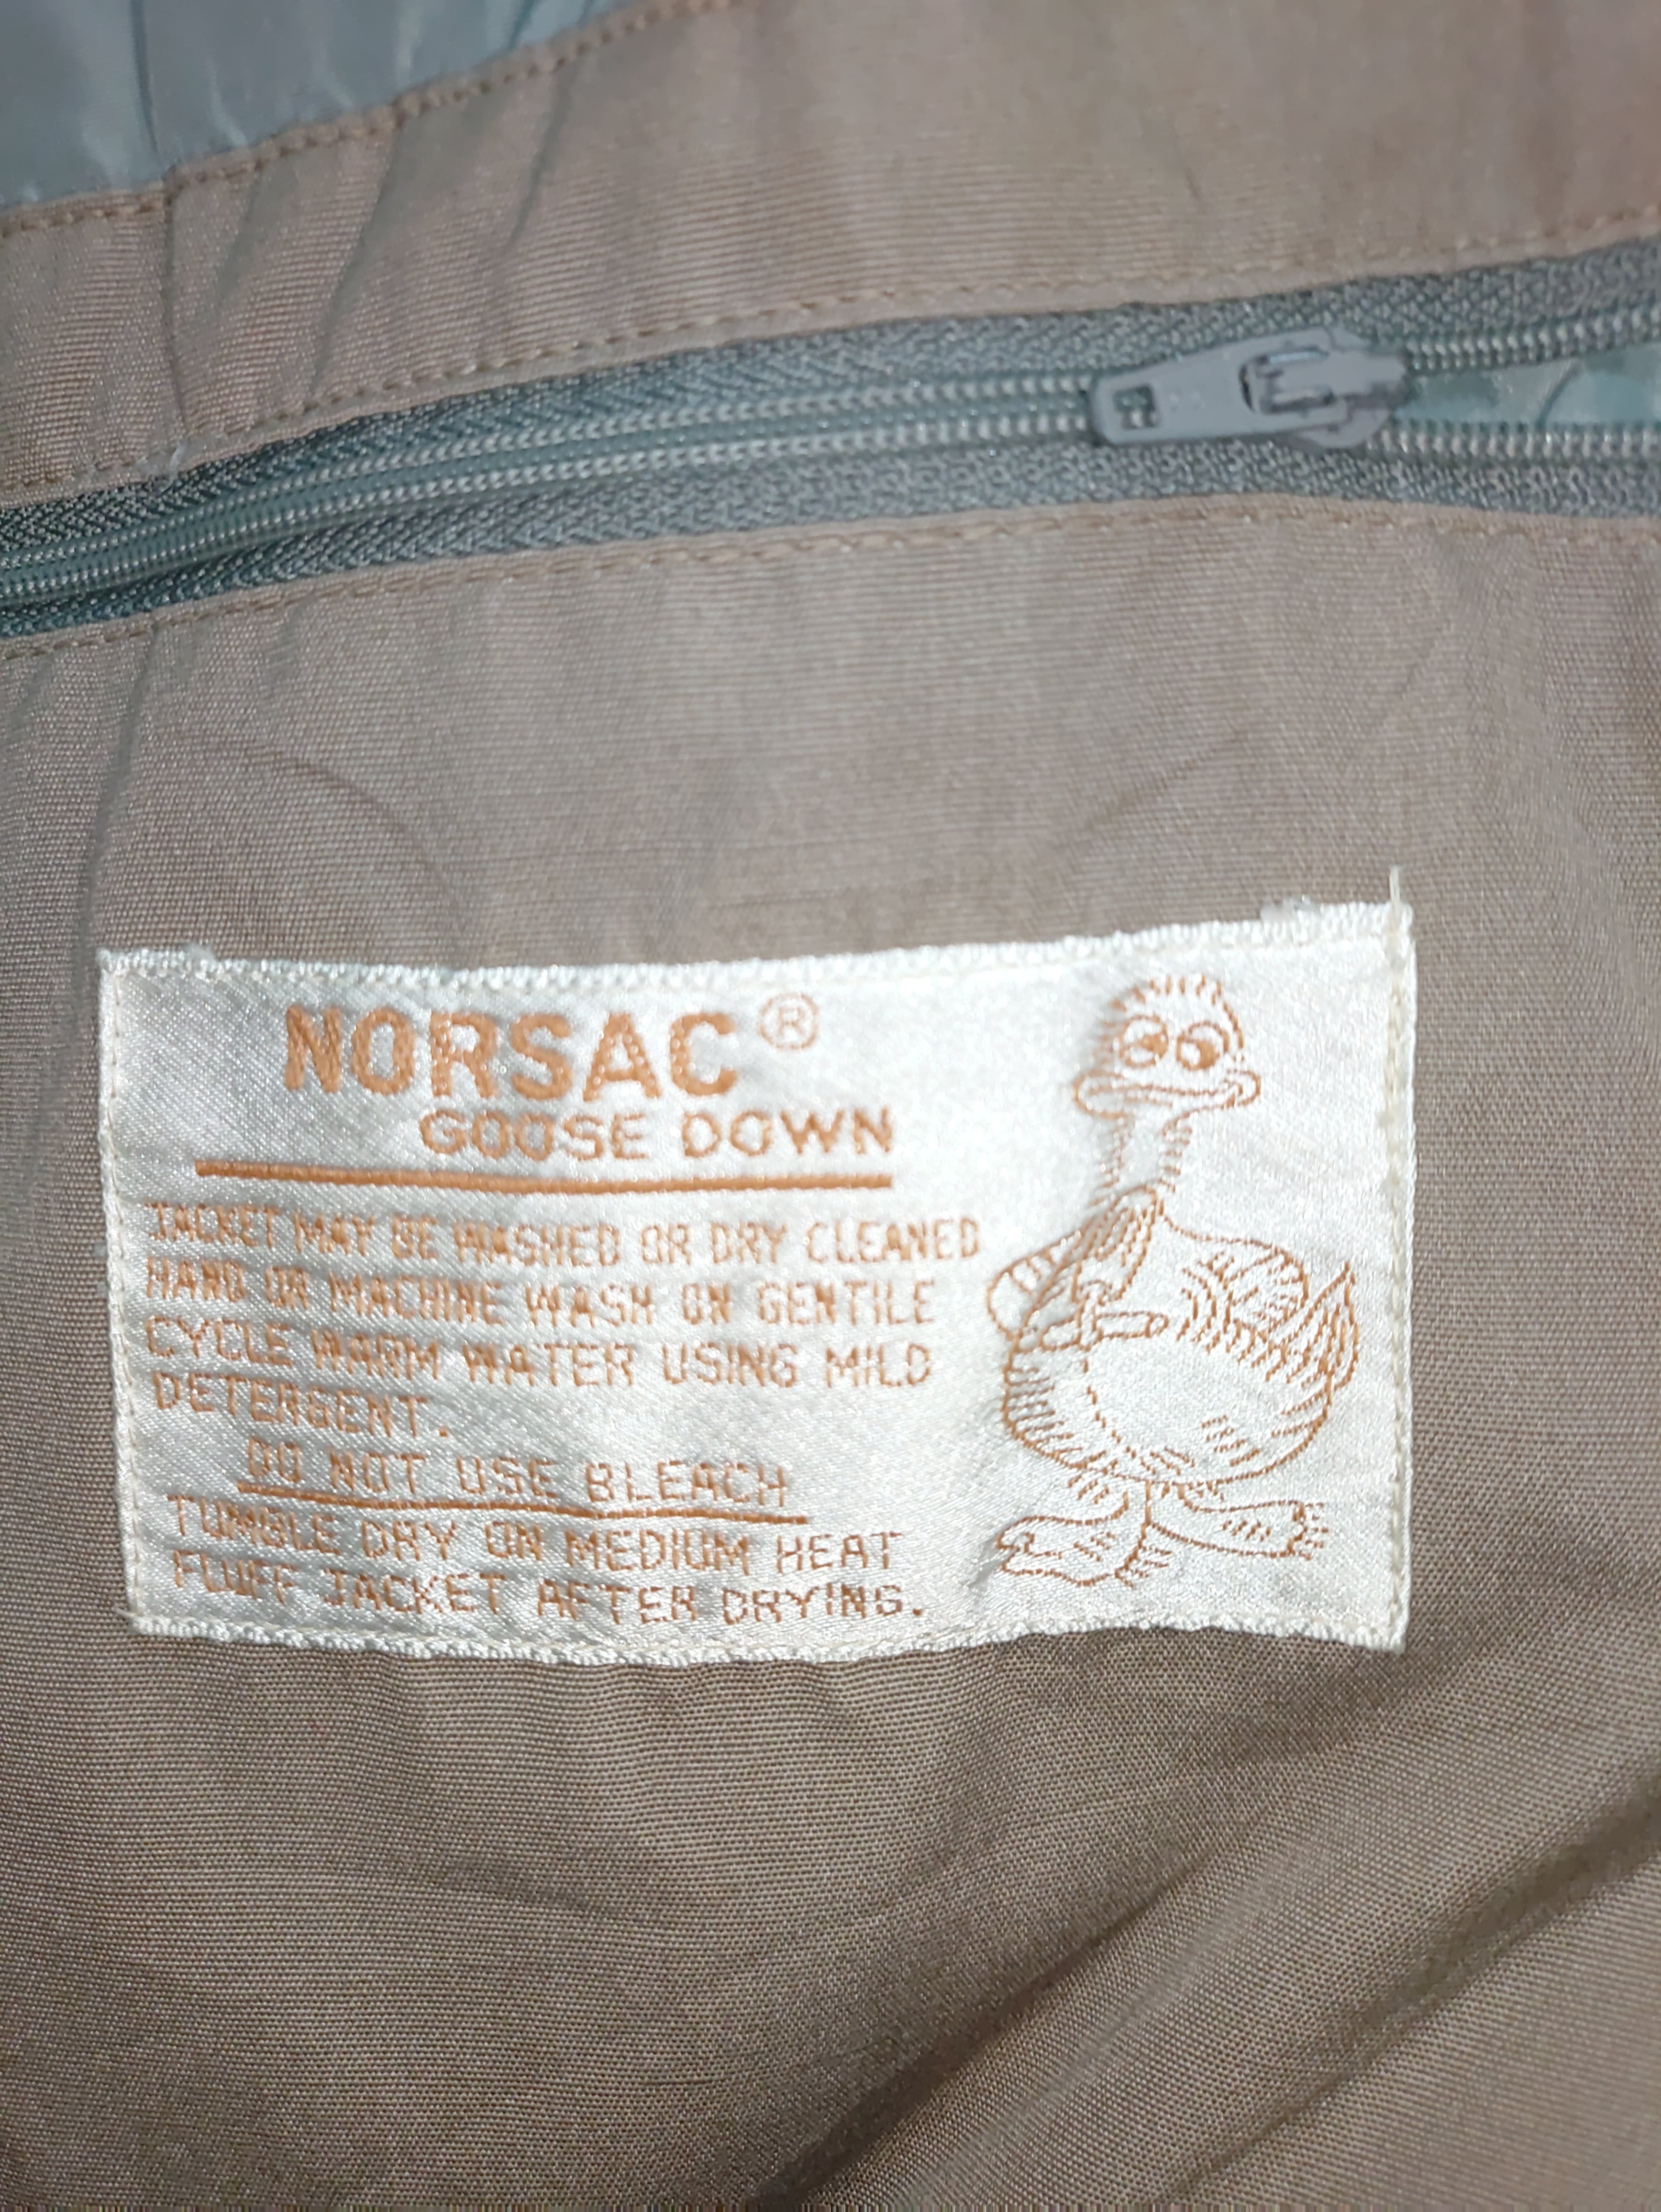 NORSAC®
GOOSE DOWN
JACKET MAY BE WASHED OR DRY CLEANED
HAND OR MACHINE WASH ON GENTILE
CYCLE WARM WATER USING MILD
DETERGENT.
DO NOT USE BLEACH
TUMBLE DRY ON MEDIUM HEAT
FLUFF JACKET AFTER DRYING.